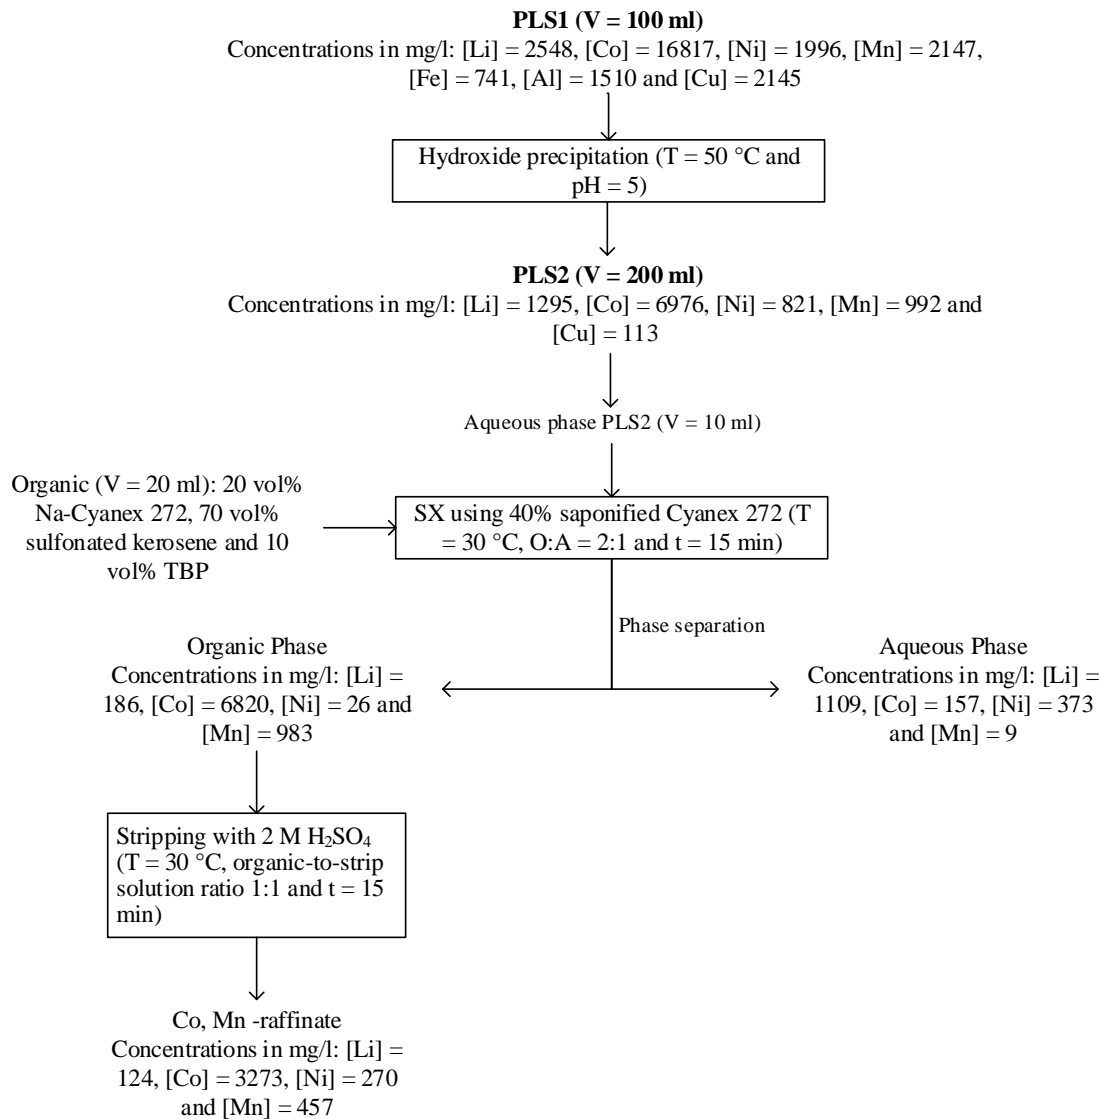 PLS1 (V = 100 ml)
Concentrations in mg/l: [Li] = 2548, [Co] = 16817, [Ni] = 1996, [Mn] = 2147,
[Fe] = 741, [Al] = 1510 and [Cu] = 2145
Hydroxide precipitation (T = 50 °C and
pH = 5)
PLS2 (V = 200 ml)
Concentrations in mg/l: [Li] = 1295, [Co] = 6976, [Ni] = 821, [Mn] = 992 and
[Cu] = 113
Aqueous phase PLS2 (V = 10 ml)
Organic (V = 20 ml): 20 vol%
Na-Cyanex 272, 70 vol%
sulfonated kerosene and 10
vol% TBP
SX using 40% saponified Cyanex 272 (T
= 30 °C, O:A = 2:1 and t = 15 min)
Phase separation
Organic Phase
Concentrations in mg/l: [Li] =
186, [Co] = 6820, [Ni] = 26 and
[Mn] = 983
Aqueous Phase
Concentrations in mg/l: [Li] =
1109, [Co] = 157, [Ni] = 373
and [Mn] = 9
Stripping with 2 M H₂SO₄
(T = 30 °C, organic-to-strip
solution ratio 1:1 and t = 15
min)
Co, Mn -raffinate
Concentrations in mg/l: [Li] =
124, [Co] = 3273, [Ni] = 270
and [Mn] = 457